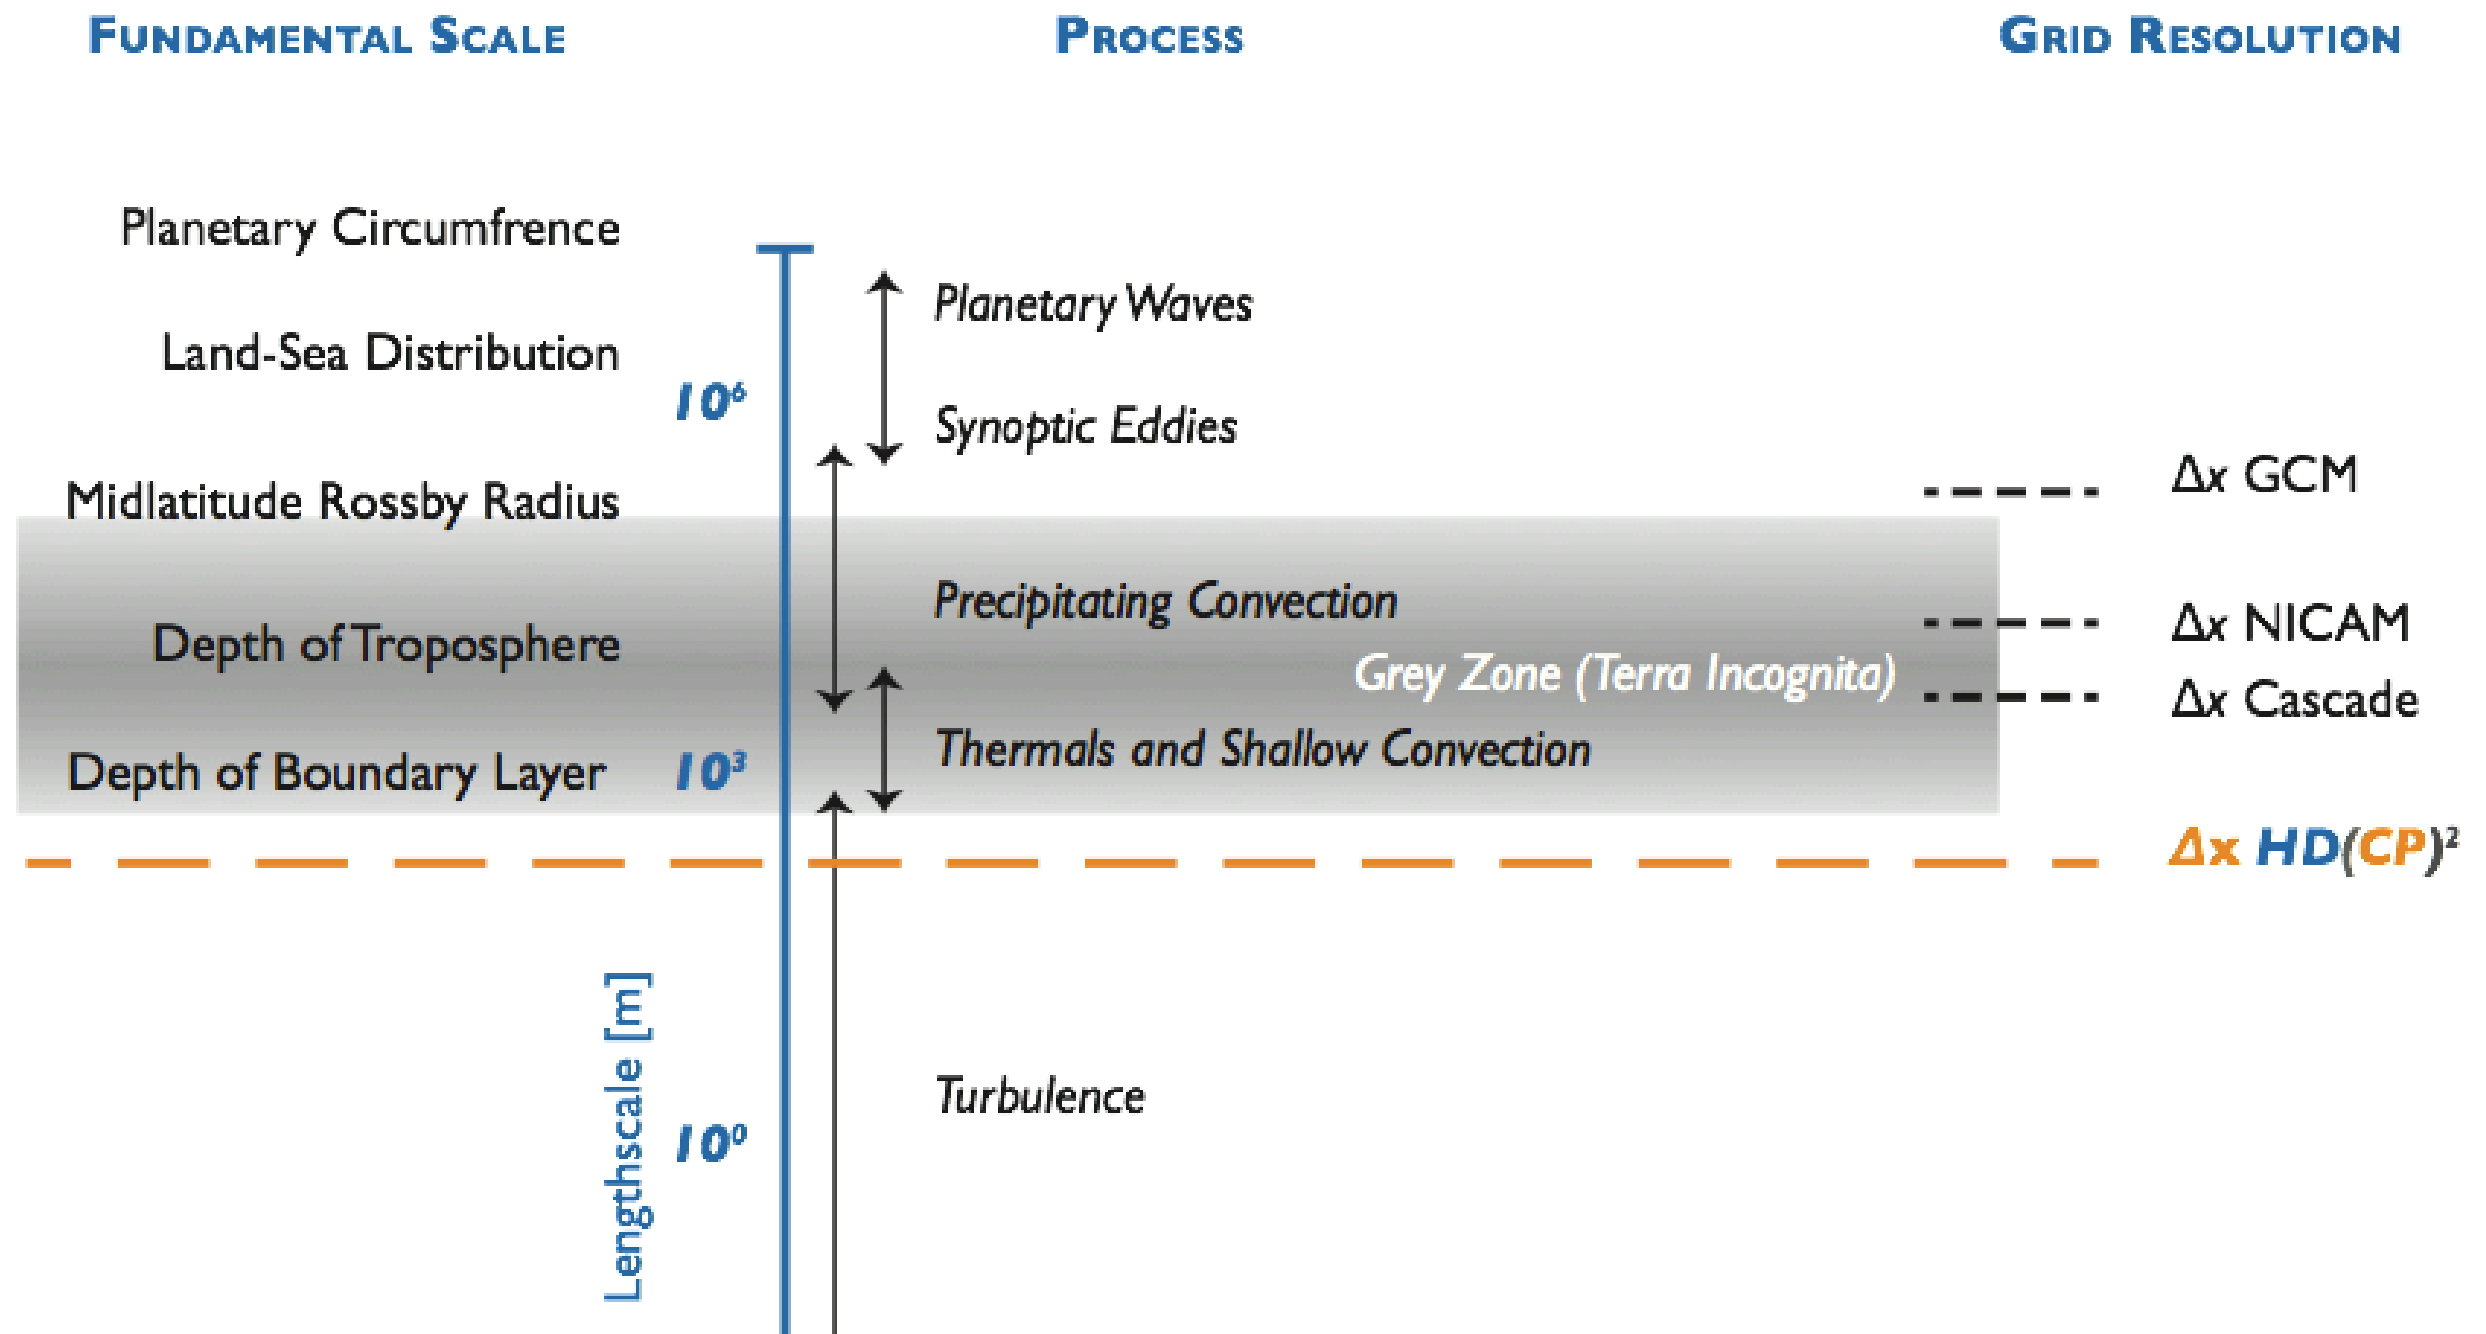 FUNDAMENTAL SCALE
PROCESS
GRID RESOLUTION
Planetary Circumfrence
Planetary Waves
Land-Sea Distribution
10⁶
Synoptic Eddies
Δx GCM
Midlatitude Rossby Radius
Precipitating Convection
Δx NICAM
Depth of Troposphere
Grey Zone (Terra Incognita)
Δx Cascade
Thermals and Shallow Convection
Depth of Boundary Layer
10³
Δx HD(CP)²
Lengthscale [m]
Turbulence
10⁰